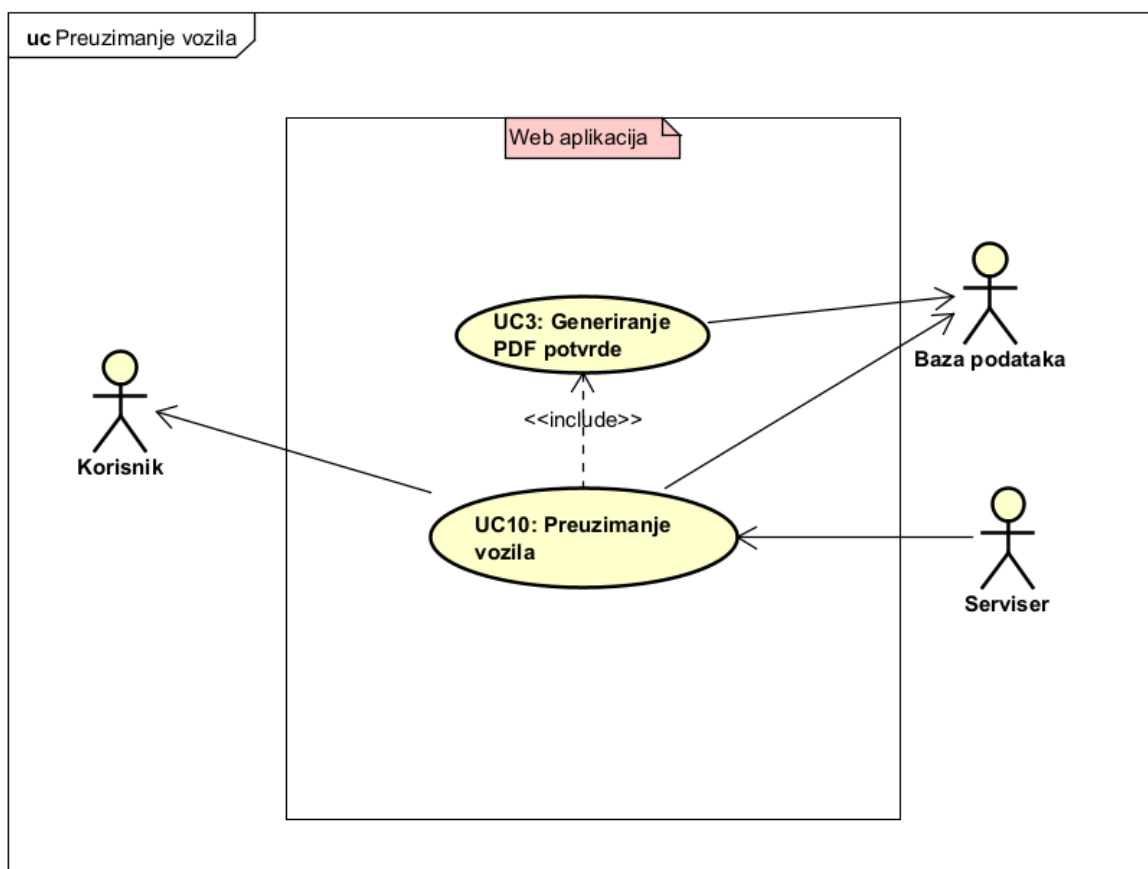 uc Preuzimanje vozila
Web aplikacija
UC3: Generiranje
PDF potvrde
Baza podataka
<<include>>
Korisnik
UC10: Preuzimanje
vozila
Serviser